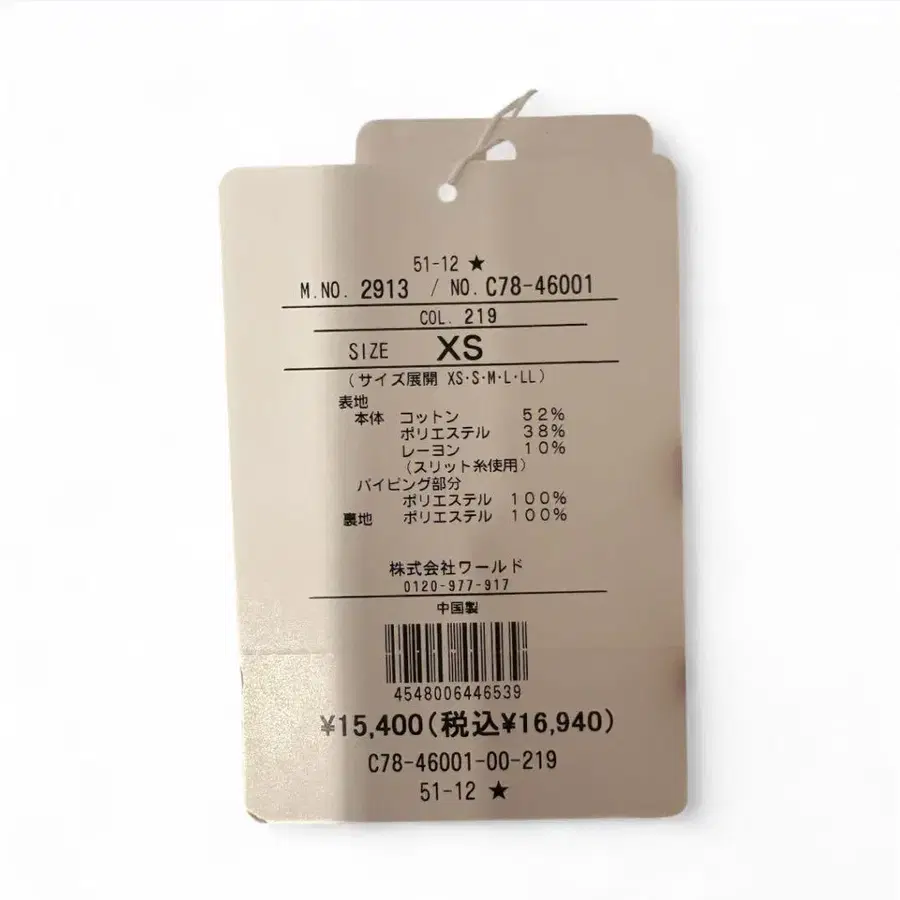 51-12 ★
M.NO. 2913 / NO. C78-46001
COL. 219
SIZE XS
(サイズ展開 XS・S・M・L・LL)
表地
本体 コットン 52%
ポリエステル 38%
レーヨン 10%
(スリット糸使用)
パイピング部分
ポリエステル 100%
裏地 ポリエステル 100%
株式会社ワールド
0120-977-917
中国製
4548006446539
¥15,400(税込¥16,940)
C78-46001-00-219
51-12 ★